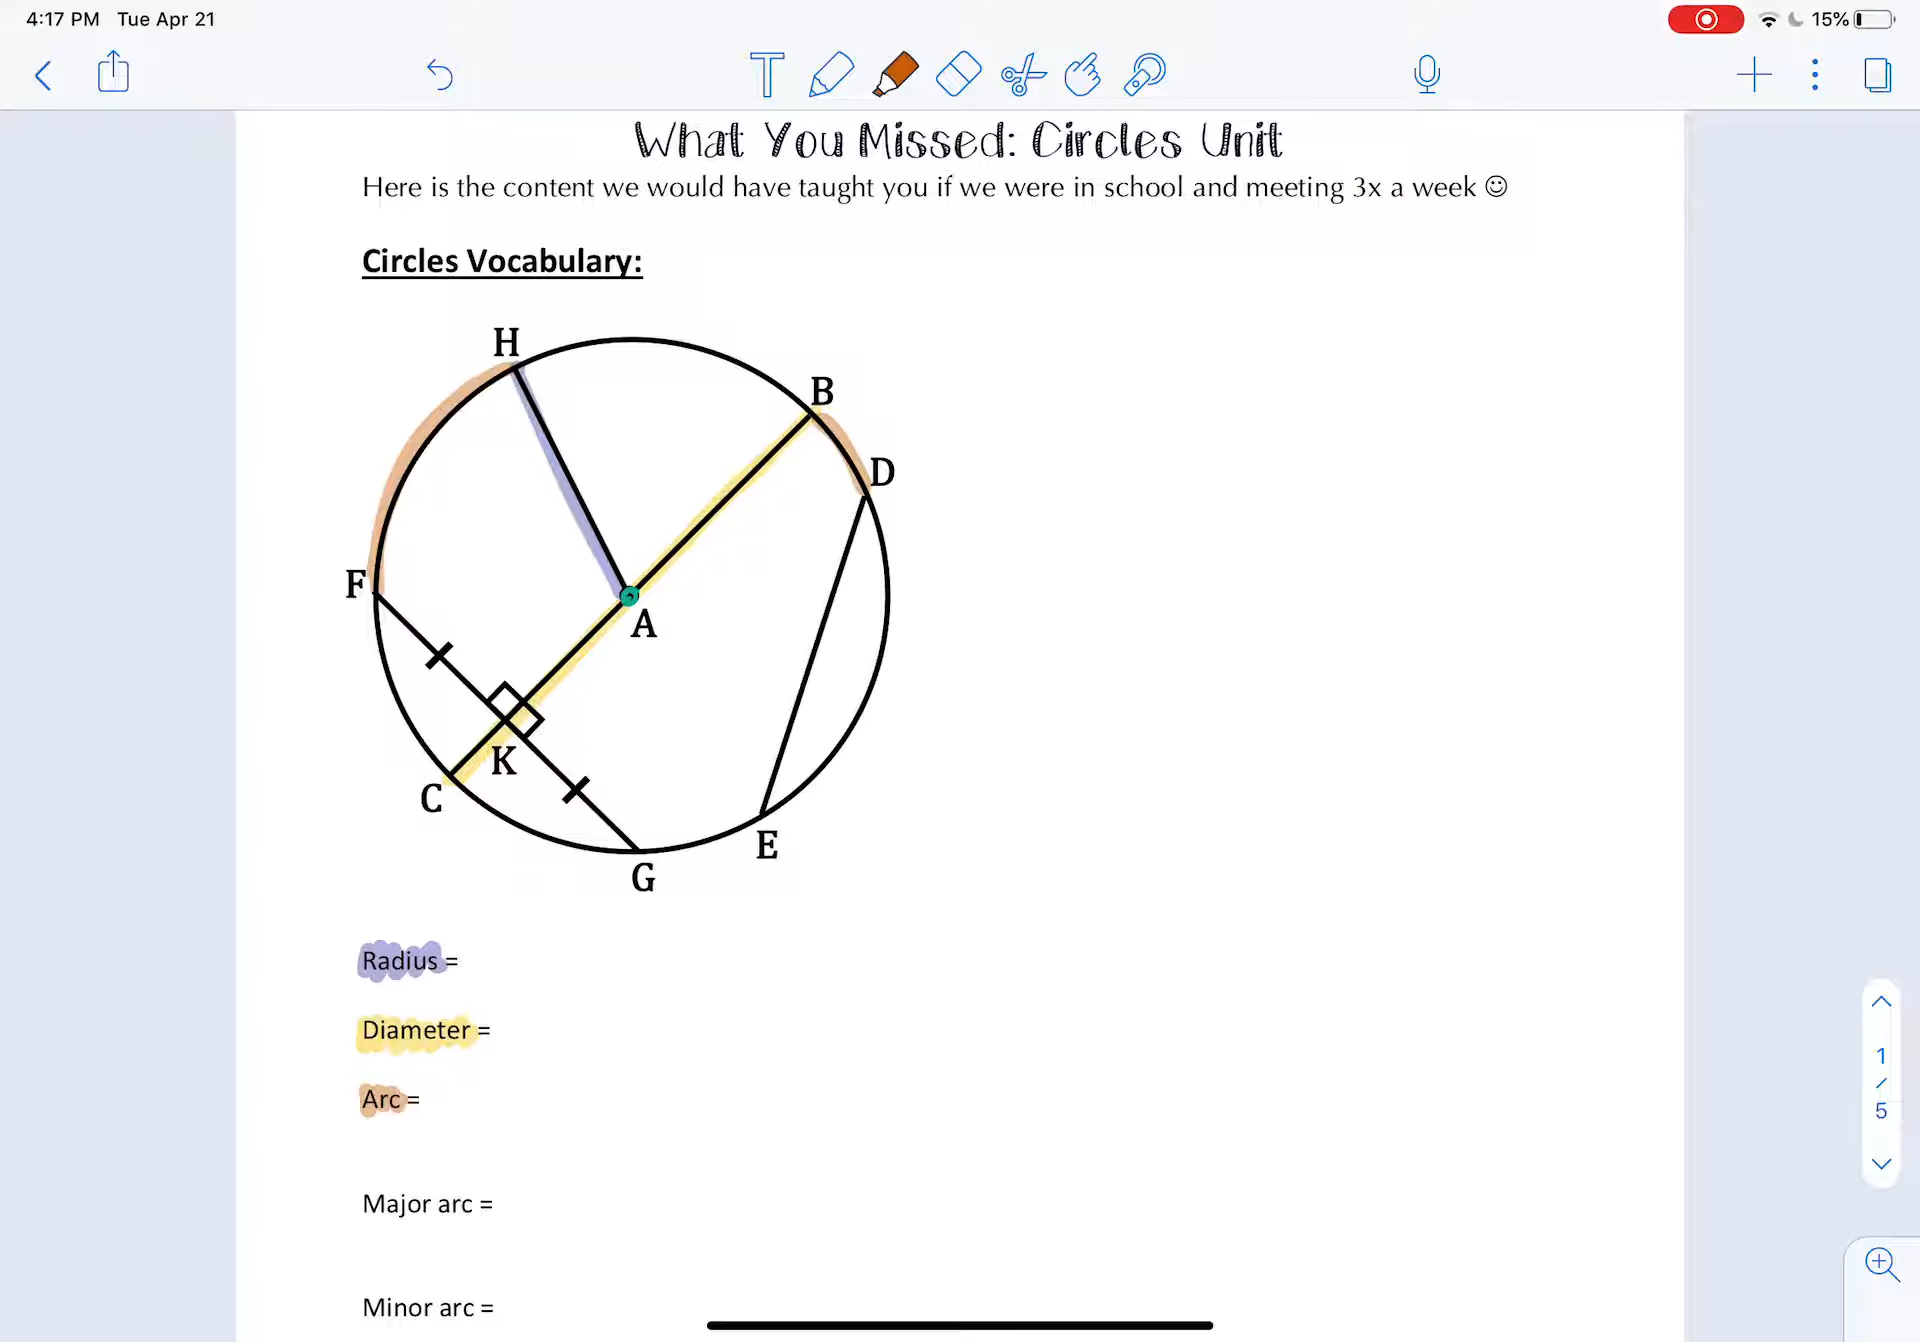 4:17 PM Tue Apr 21
15%
What You Missed: Circles Unit
Here is the content we would have taught you if we were in school and meeting 3x a week ☺
Circles Vocabulary:
H
B
D
F
A
K
C
E
G
Radius =
Diameter =
Arc =
Major arc =
Minor arc =
1
/
5